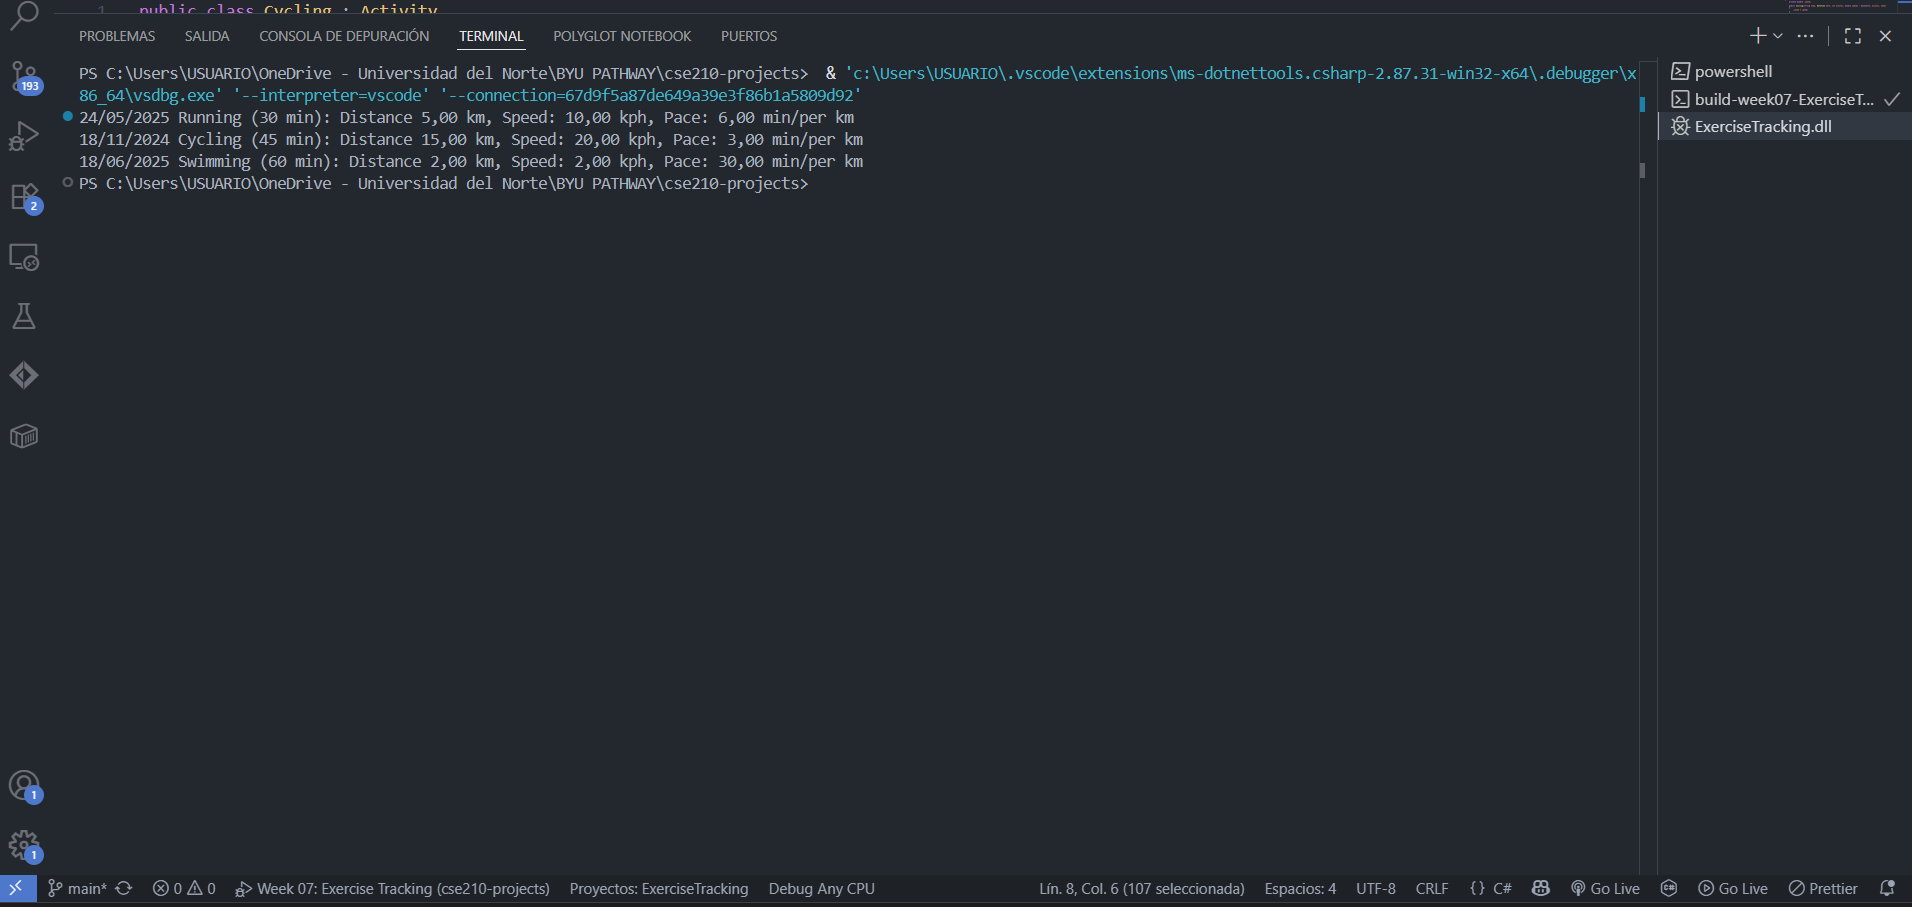 1 public class Cycling : Activity
PROBLEMAS SALIDA CONSOLA DE DEPURACIÓN TERMINAL POLYGLOT NOTEBOOK PUERTOS
PS C:\Users\USUARIO\OneDrive - Universidad del Norte\BYU PATHWAY\cse210-projects>  & 'c:\Users\USUARIO\.vscode\extensions\ms-dotnettools.csharp-2.87.31-win32-x64\.debugger\x
86_64\vsdbg.exe' '--interpreter=vscode' '--connection=67d9f5a87de649a39e3f86b1a5809d92'
24/05/2025 Running (30 min): Distance 5,00 km, Speed: 10,00 kph, Pace: 6,00 min/per km
18/11/2024 Cycling (45 min): Distance 15,00 km, Speed: 20,00 kph, Pace: 3,00 min/per km
18/06/2025 Swimming (60 min): Distance 2,00 km, Speed: 2,00 kph, Pace: 30,00 min/per km
PS C:\Users\USUARIO\OneDrive - Universidad del Norte\BYU PATHWAY\cse210-projects>
powershell
build-week07-ExerciseT...
ExerciseTracking.dll
193
2
1
1
main* 0 0 Week 07: Exercise Tracking (cse210-projects) Proyectos: ExerciseTracking Debug Any CPU Lín. 8, Col. 6 (107 seleccionada) Espacios: 4 UTF-8 CRLF {} C# Go Live Go Live Prettier